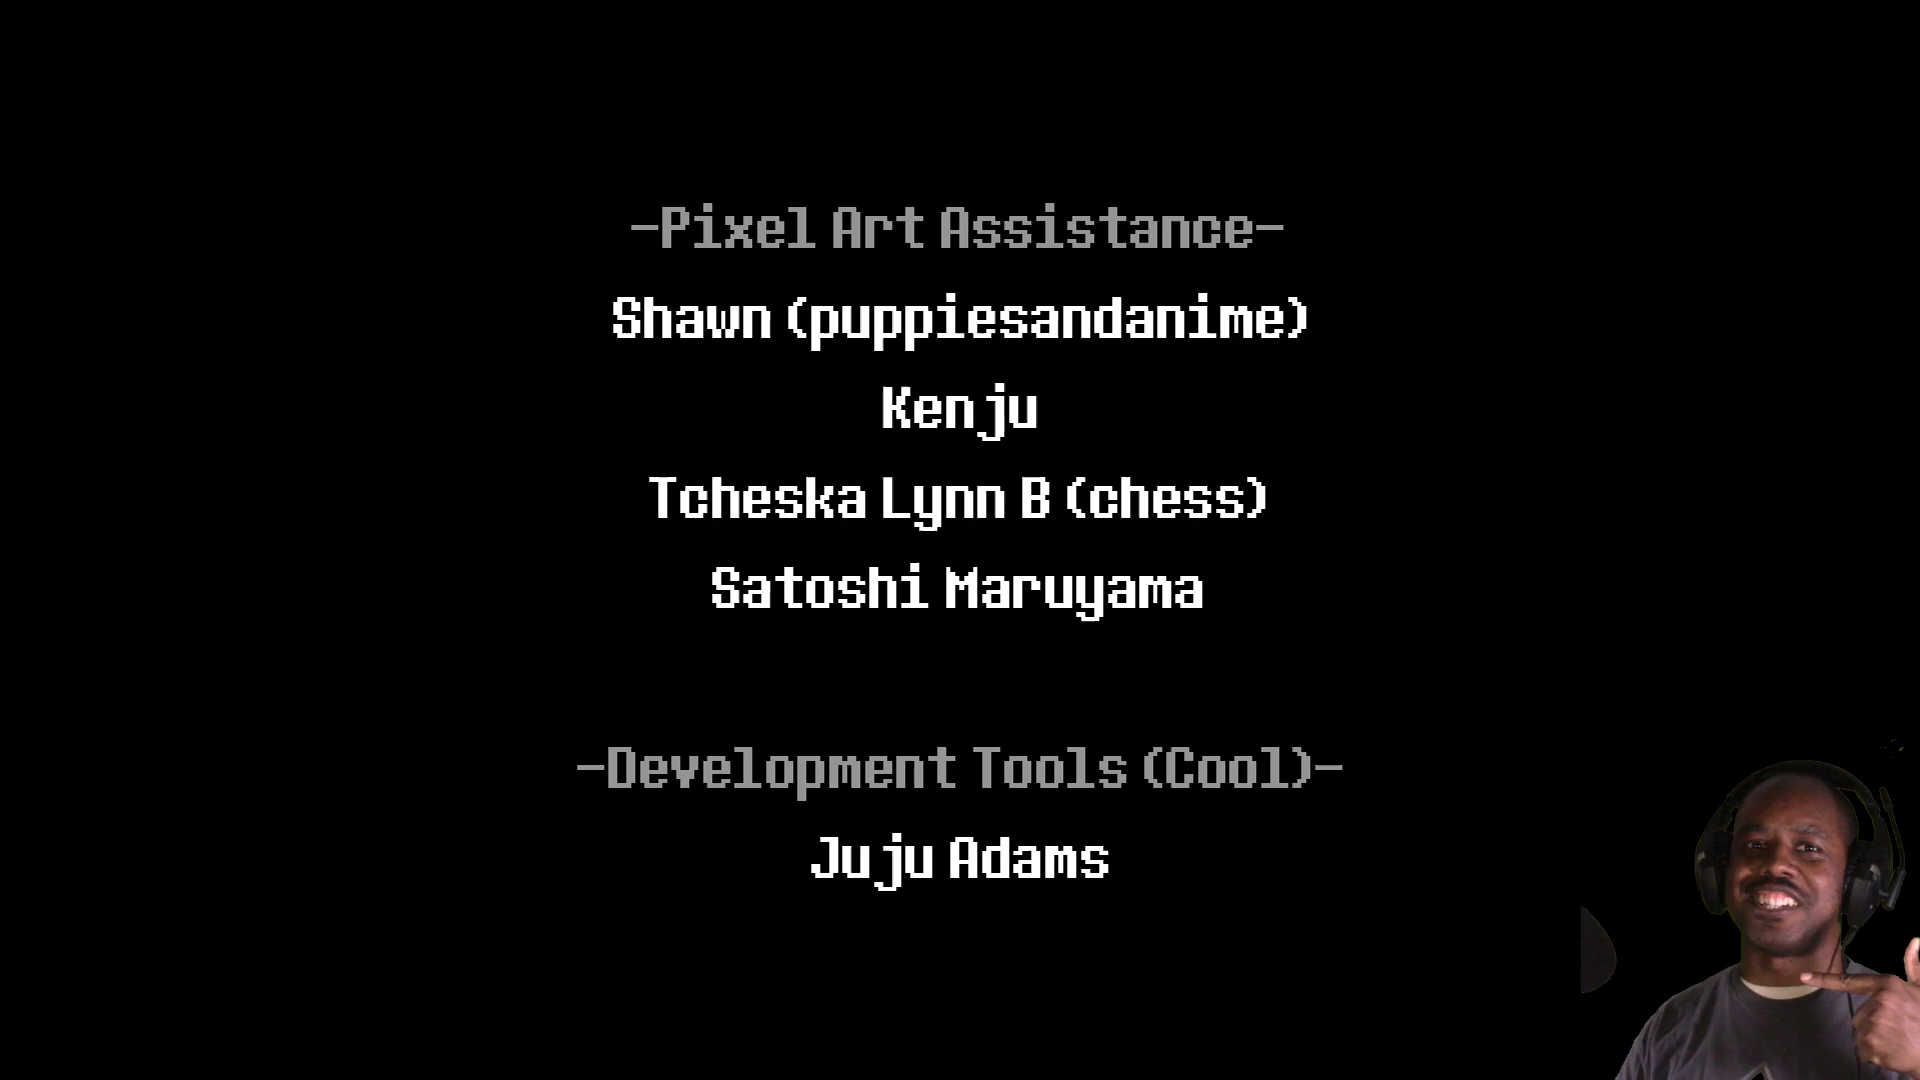 -Pixel Art Assistance-
Shawn (puppiesandanime)
Kenju
Tcheska Lynn B (chess)
Satoshi Maruyama
-Development Tools (Cool)-
Juju Adams